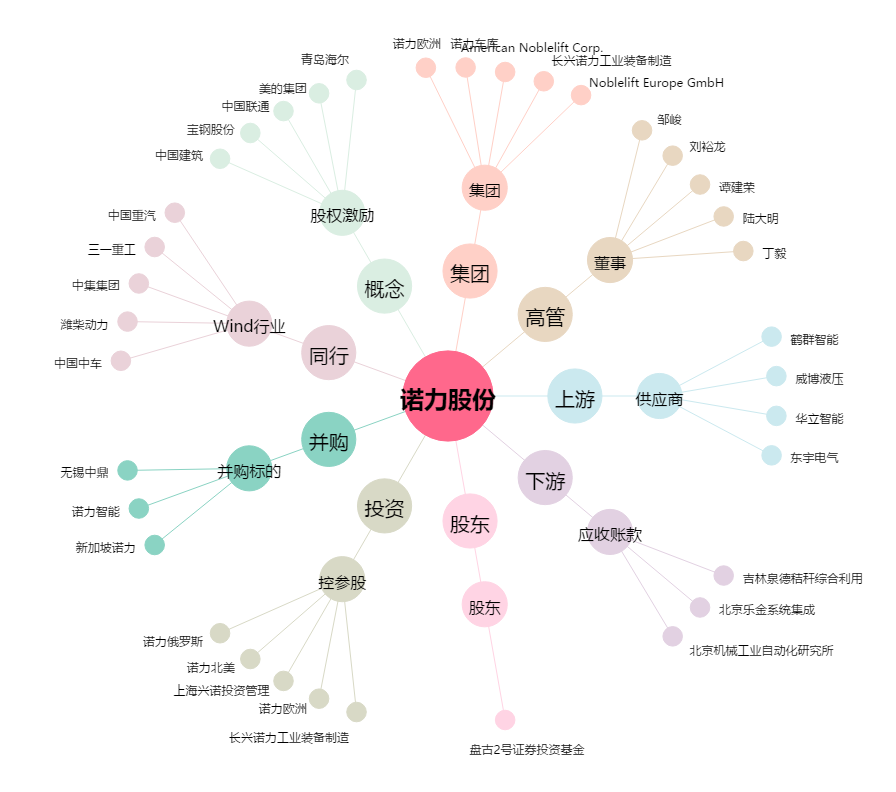 诺力欧洲
诺力车库
American Noblelift Corp.
长兴诺力工业装备制造
Noblelift Europe GmbH
集团
集团
青岛海尔
美的集团
中国联通
宝钢股份
中国建筑
股权激励
概念
邹峻
刘裕龙
谭建荣
陆大明
丁毅
董事
高管
中国重汽
三一重工
中集集团
潍柴动力
中国中车
Wind行业
同行
诺力股份
上游
供应商
鹤群智能
威博液压
华立智能
东宇电气
并购
并购标的
无锡中鼎
诺力智能
新加坡诺力
下游
应收账款
吉林泉德秸秆综合利用
北京乐金系统集成
北京机械工业自动化研究所
投资
控参股
诺力俄罗斯
诺力北美
上海兴诺投资管理
诺力欧洲
长兴诺力工业装备制造
股东
股东
盘古2号证券投资基金